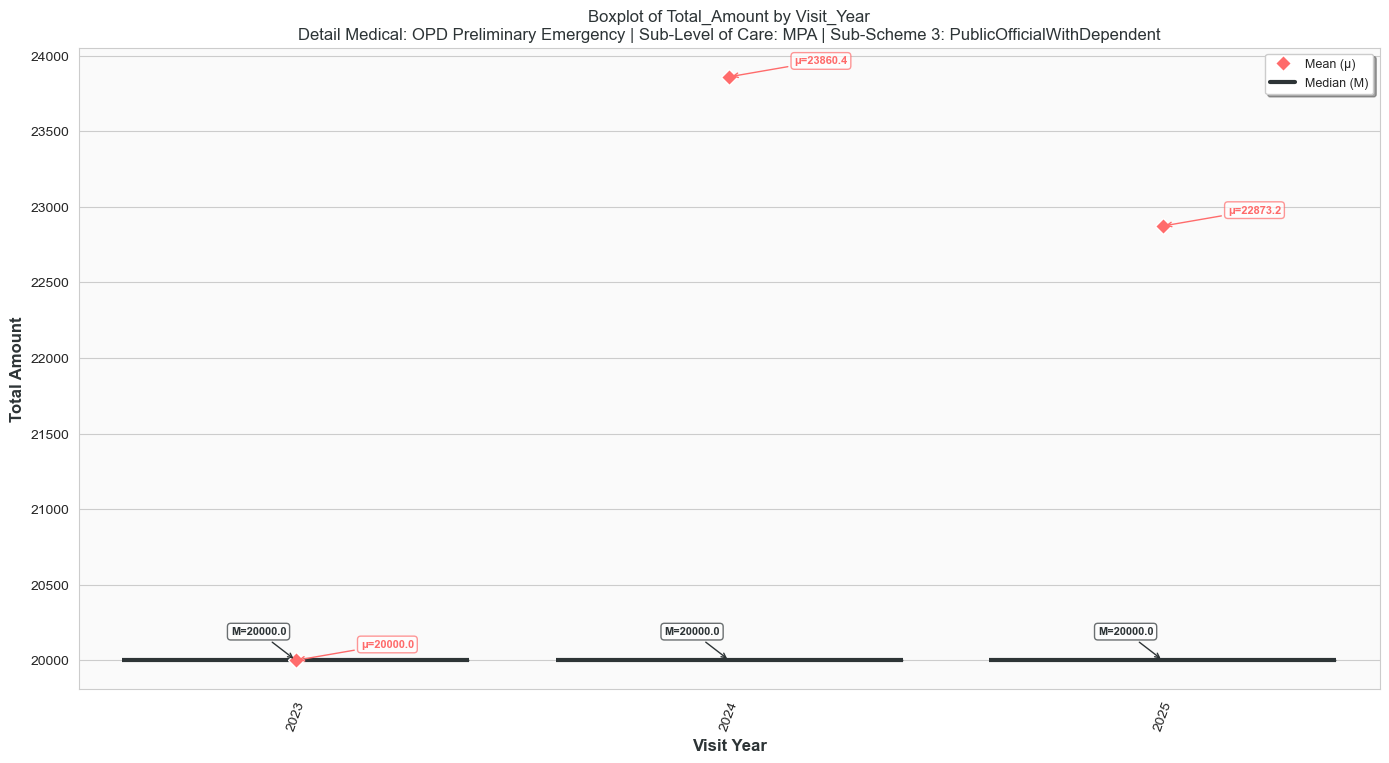 Boxplot of Total_Amount by Visit_Year
Detail Medical: OPD Preliminary Emergency | Sub-Level of Care: MPA | Sub-Scheme 3: PublicOfficialWithDependent
Total Amount
24000
23500
23000
22500
22000
21500
21000
20500
20000
μ=23860.4
Mean (μ)
Median (M)
μ=22873.2
M=20000.0
μ=20000.0
M=20000.0
M=20000.0
2023
2024
2025
Visit Year